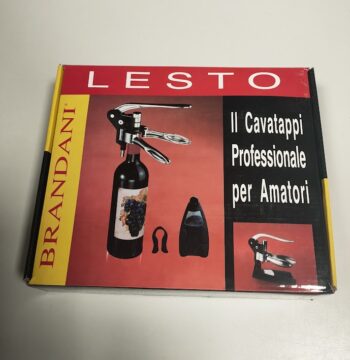 LESTO
BRANDANI®
Il Cavatappi
Professionale
per Amatori